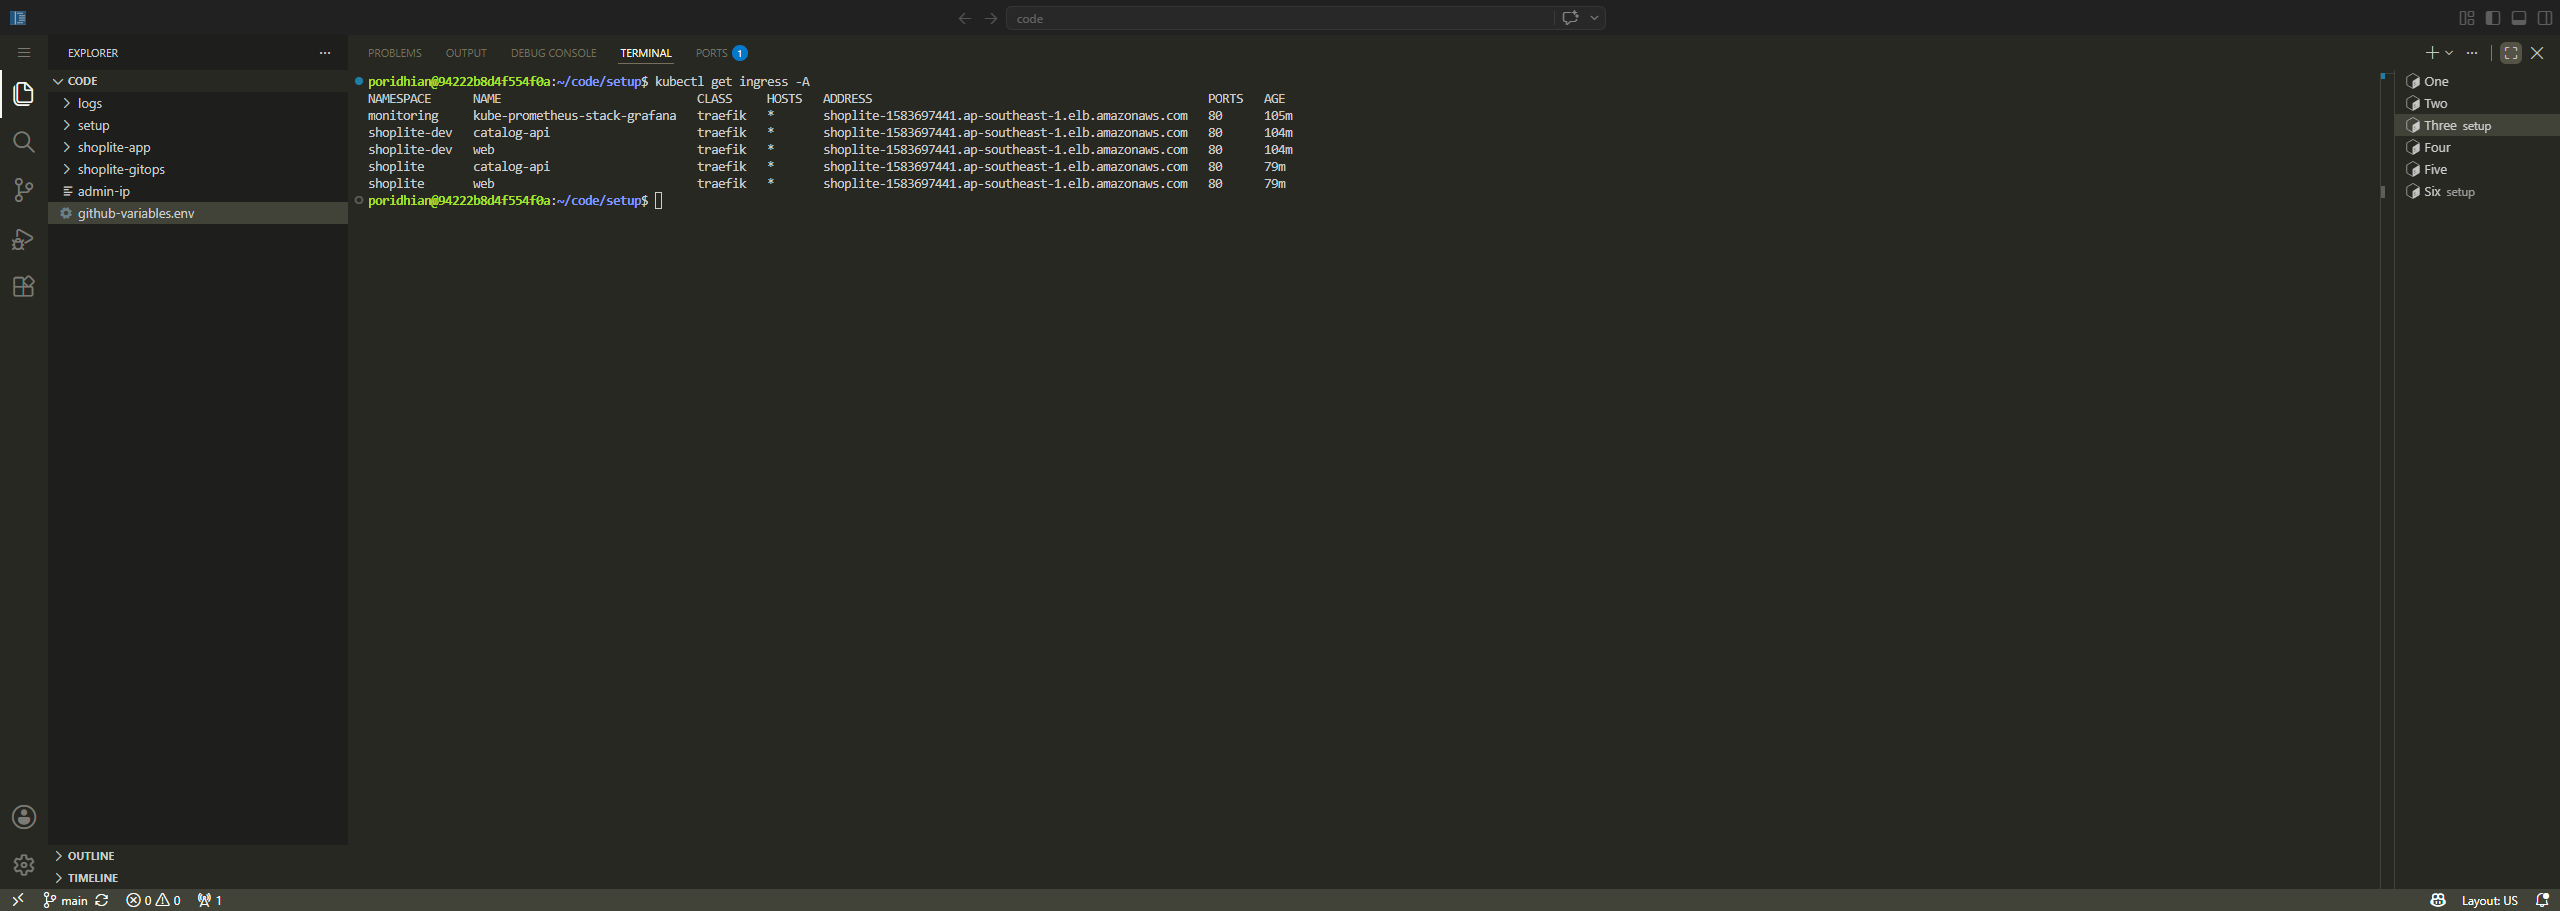 code
EXPLORER
CODE
logs
setup
shoplite-app
shoplite-gitops
admin-ip
github-variables.env
OUTLINE
TIMELINE
PROBLEMS OUTPUT DEBUG CONSOLE TERMINAL PORTS 1
poridhian@94222b8d4f554f0a:~/code/setup$ kubectl get ingress -A
NAMESPACE NAME CLASS HOSTS ADDRESS PORTS AGE
monitoring kube-prometheus-stack-grafana traefik * shoplite-1583697441.ap-southeast-1.elb.amazonaws.com 80 105m
shoplite-dev catalog-api traefik * shoplite-1583697441.ap-southeast-1.elb.amazonaws.com 80 104m
shoplite-dev web traefik * shoplite-1583697441.ap-southeast-1.elb.amazonaws.com 80 104m
shoplite catalog-api traefik * shoplite-1583697441.ap-southeast-1.elb.amazonaws.com 80 79m
shoplite web traefik * shoplite-1583697441.ap-southeast-1.elb.amazonaws.com 80 79m
poridhian@94222b8d4f554f0a:~/code/setup$
One
Two
Three setup
Four
Five
Six setup
main 0 0 1 Layout: US